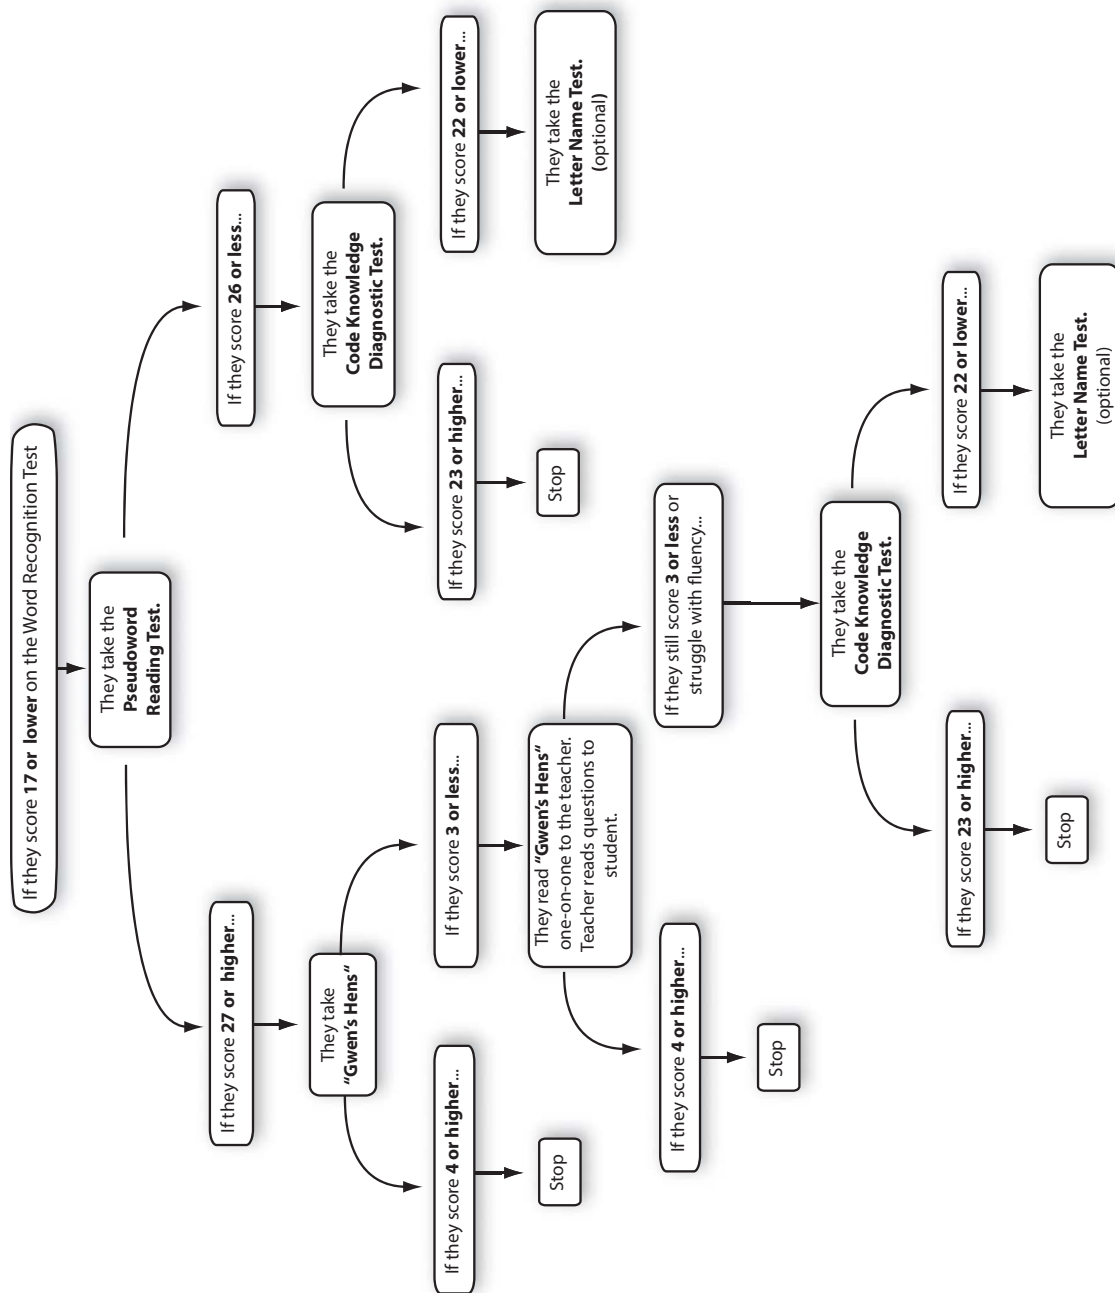 If they score 17 or lower on the Word Recognition Test
They take the
Pseudoword
Reading Test.
If they score 27 or higher...
If they score 26 or less...
They take
“Gwen’s Hens“
They take the
Code Knowledge
Diagnostic Test.
If they score 4 or higher...
If they score 3 or less...
If they score 23 or higher...
If they score 22 or lower...
Stop
They read “Gwen’s Hens“
one-on-one to the teacher.
Teacher reads questions to
student.
Stop
They take the
Letter Name Test.
(optional)
If they score 4 or higher...
If they still score 3 or less or
struggle with fluency...
Stop
They take the
Code Knowledge
Diagnostic Test.
If they score 23 or higher...
If they score 22 or lower...
Stop
They take the
Letter Name Test.
(optional)